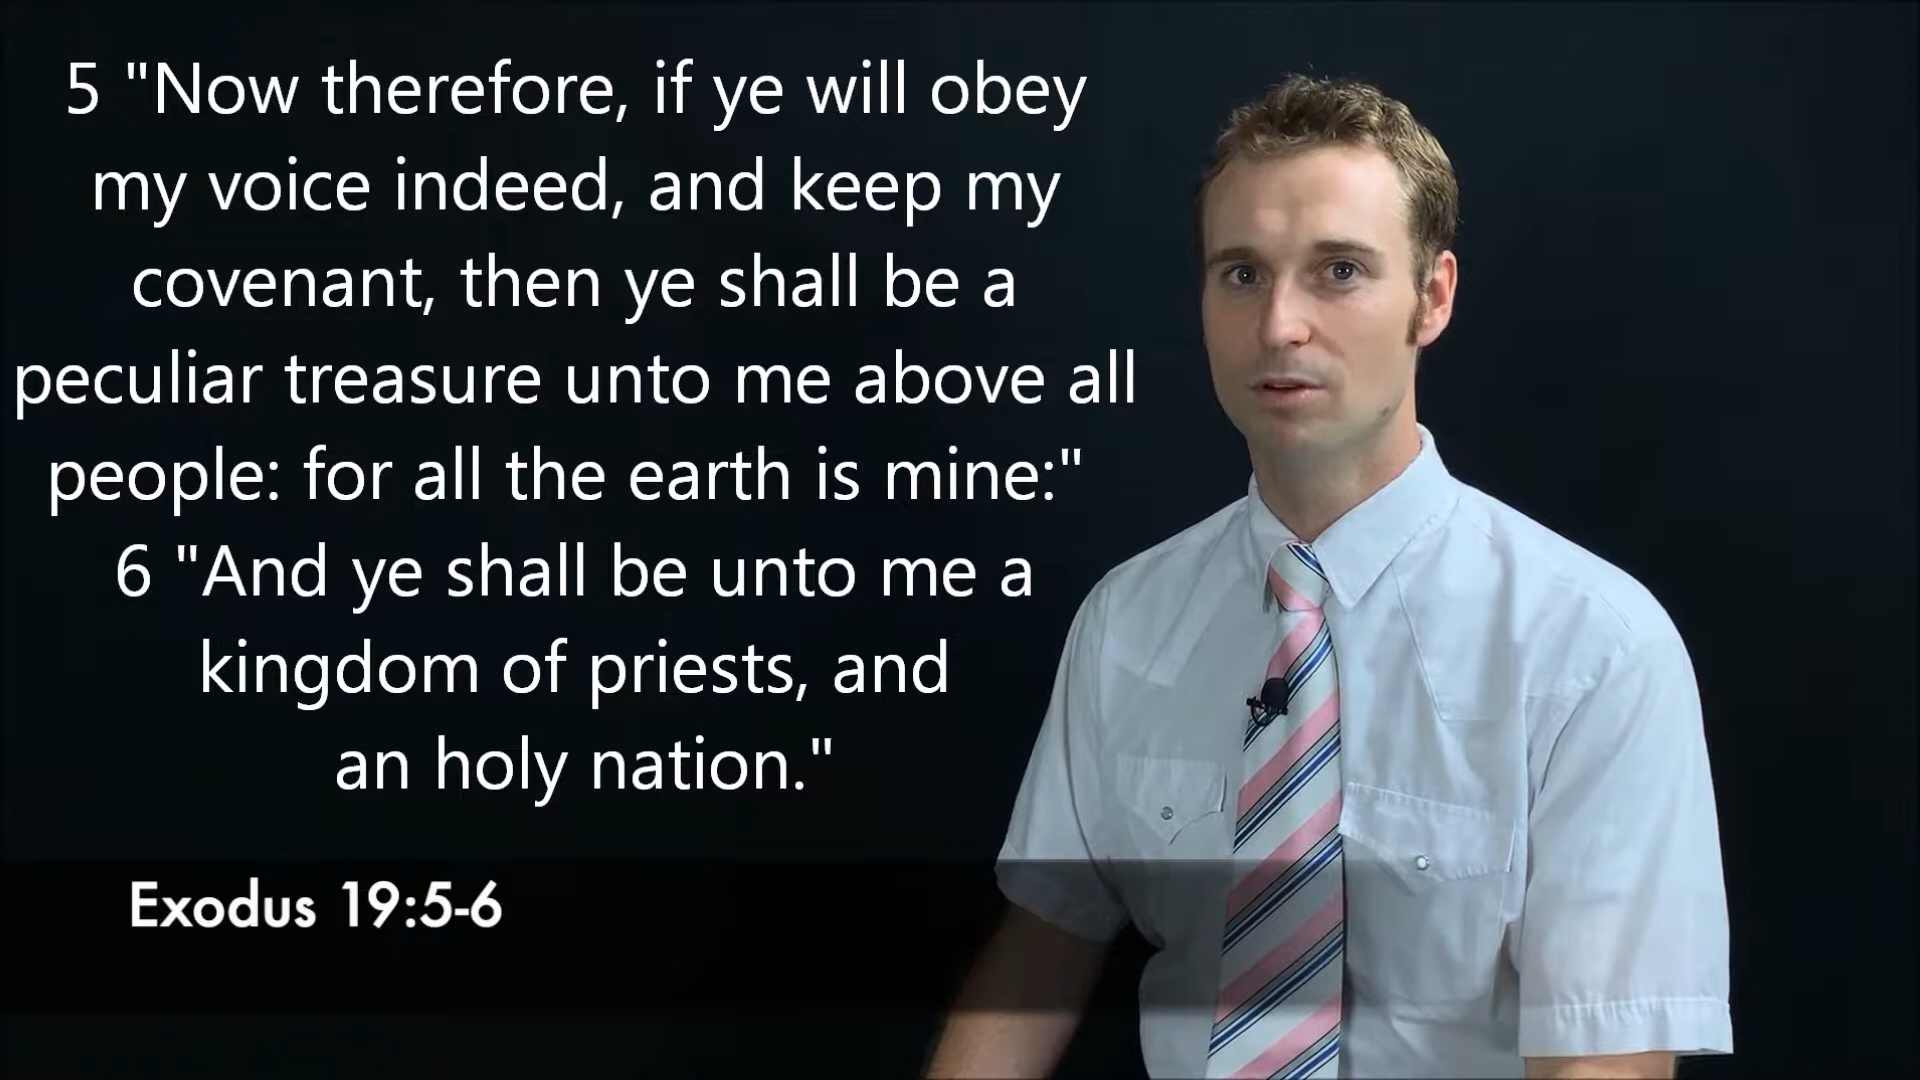 5 "Now therefore, if ye will obey
my voice indeed, and keep my
covenant, then ye shall be a
peculiar treasure unto me above all
people: for all the earth is mine:"
6 "And ye shall be unto me a
kingdom of priests, and
an holy nation."
Exodus 19:5-6